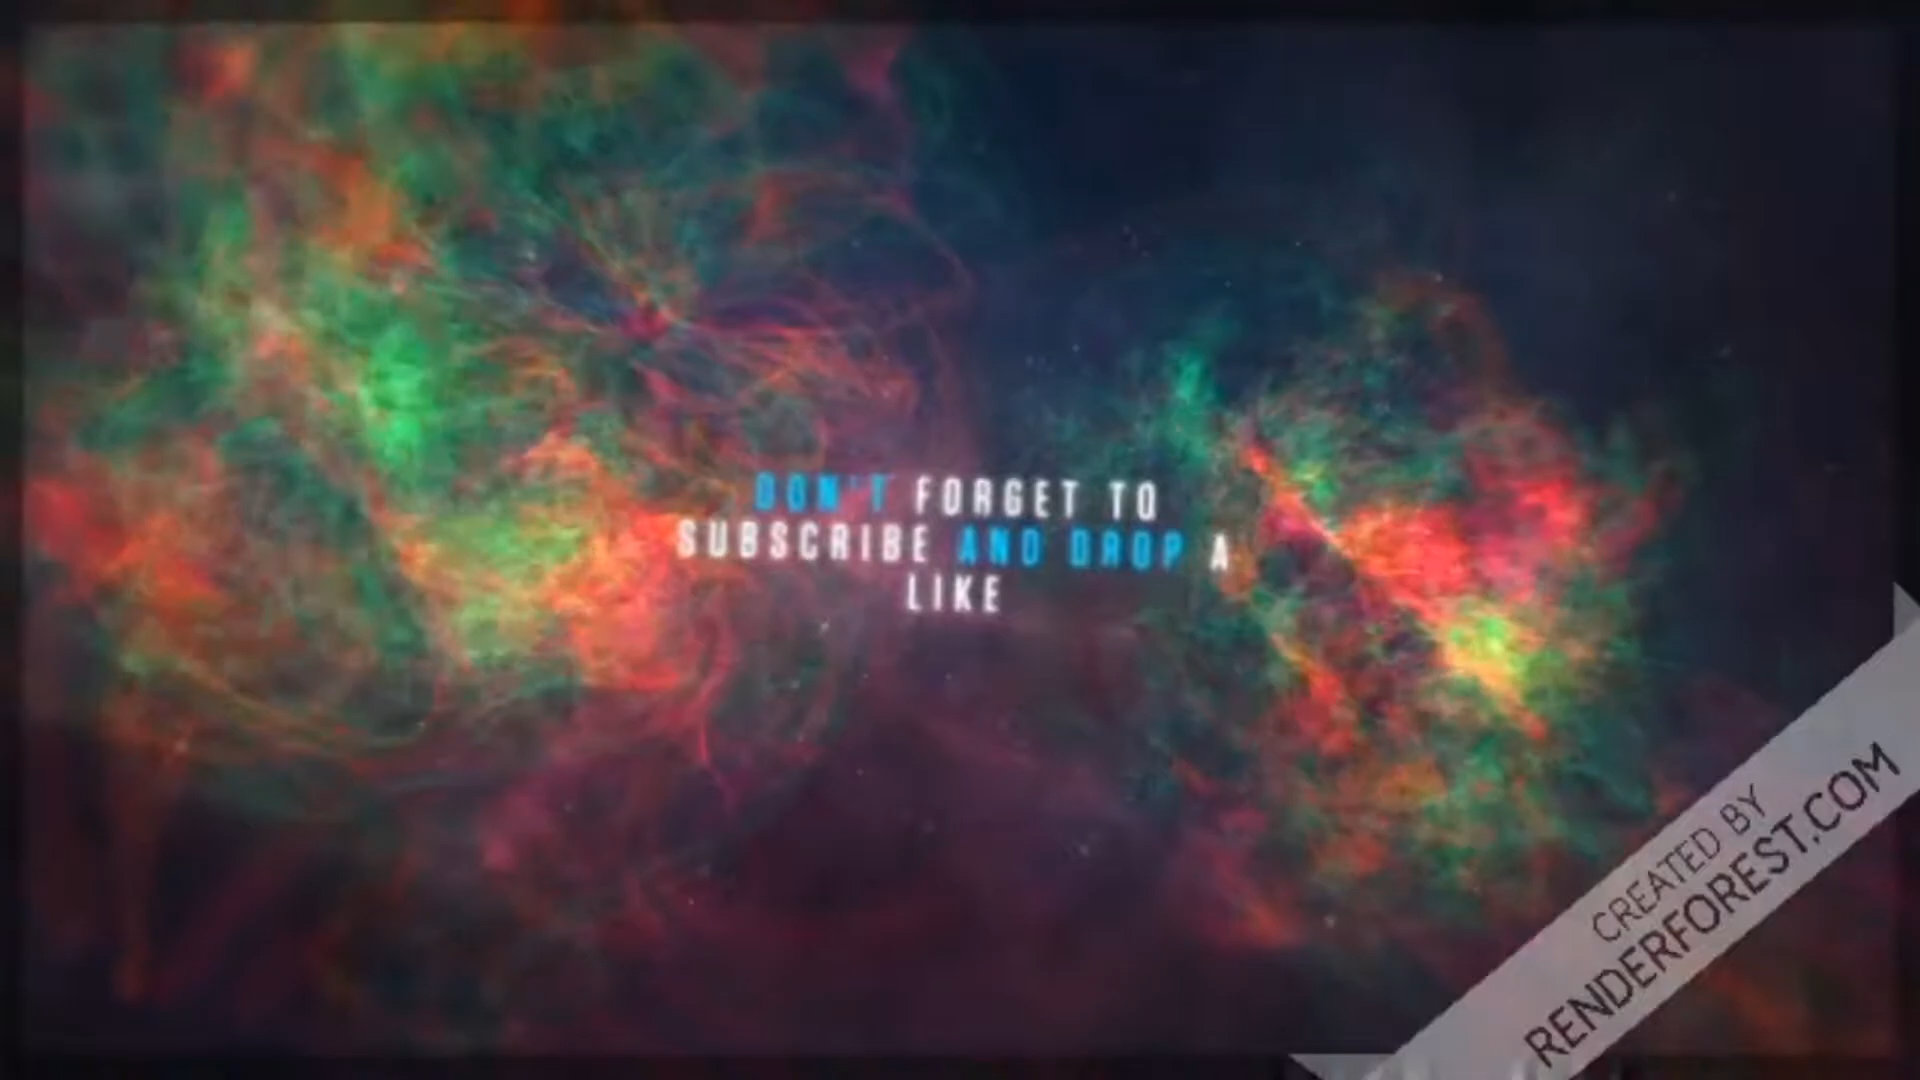 DON'T FORGET TO
SUBSCRIBE AND DROP A
LIKE
CREATED BY
RENDERFOREST.COM